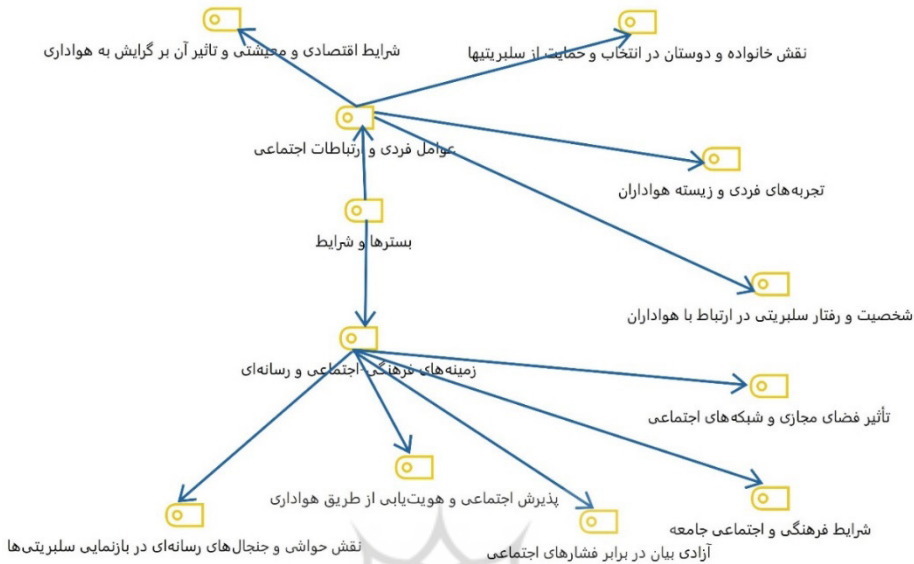 شرایط اقتصادی و معیشتی و تاثیر آن بر گرایش به هواداری
نقش خانواده و دوستان در انتخاب و حمایت از سلبریتیها
عوامل فردی و ارتباطات اجتماعی
تجربه‌های فردی و زیسته هواداران
بسترها و شرایط
شخصیت و رفتار سلبریتی در ارتباط با هواداران
زمینه‌های فرهنگی-اجتماعی و رسانه‌ای
تأثیر فضای مجازی و شبکه‌های اجتماعی
پذیرش اجتماعی و هویت‌یابی از طریق هواداری
شرایط فرهنگی و اجتماعی جامعه
آزادی بیان در برابر فشارهای اجتماعی
نقش حواشی و جنجال‌های رسانه‌ای در بازنمایی سلبریتی‌ها